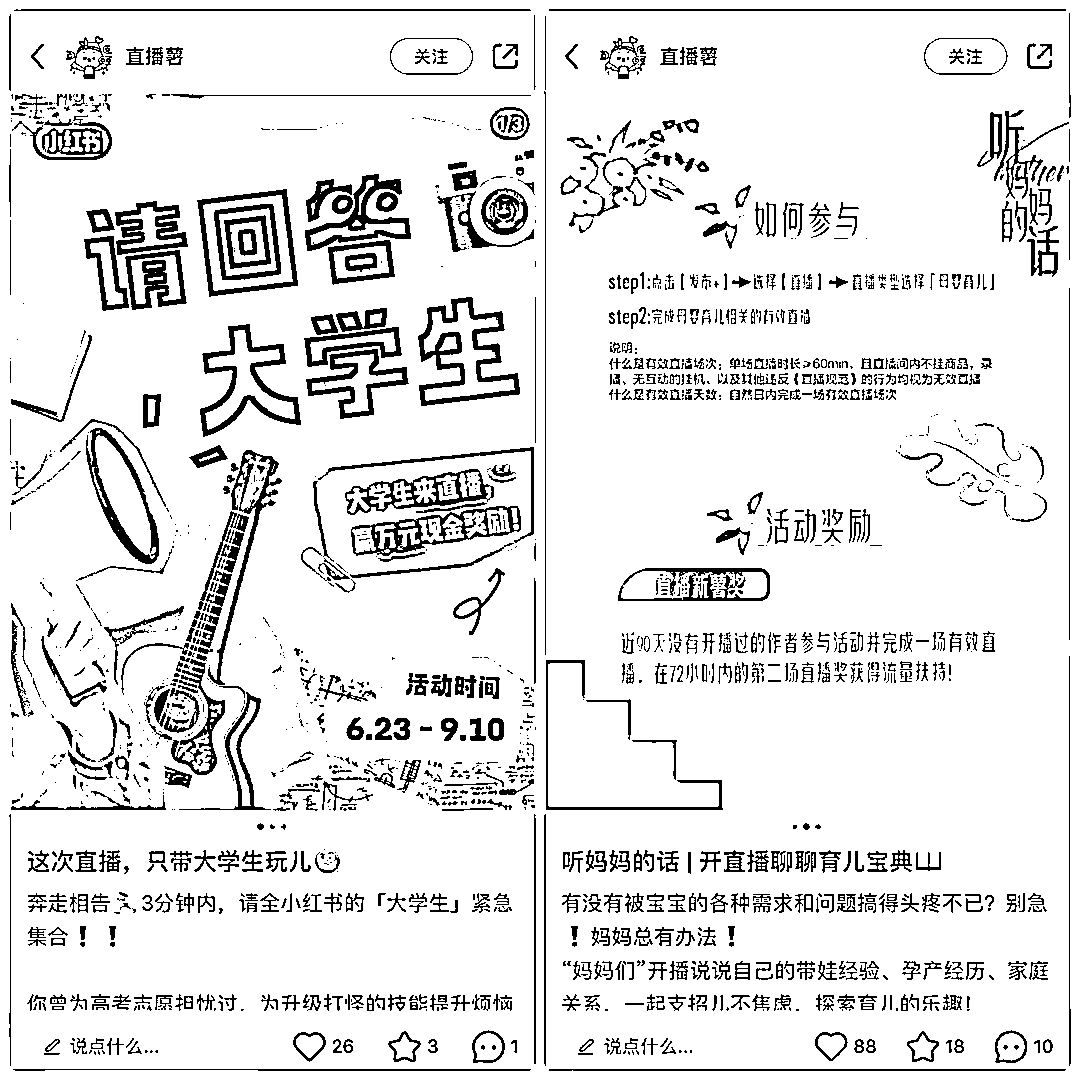 直播薯
关注
小红书
1/3
请回答
大学生
大学生来直播,
赢万元现金奖励!
活动时间
6.23 - 9.10
这次直播，只带大学生玩儿
奔走相告 3分钟内，请全小红书的「大学生」紧急
集合！！
你曾为高考志愿担忧过，为升级打怪的技能提升烦恼
说点什么...
26
3
1
直播薯
关注
听妈妈的话
如何参与
step1:点击【发布+】→选择【直播】→直播类型选择「母婴育儿」
step2:完成母婴育儿相关的有效直播
说明:
什么是有效直播场次：单场直播时长≥60min，且直播间内不挂商品，录
播、无互动的挂机、以及其他违反《直播规范》的行为均视为无效直播
什么是有效直播天数：自然日内完成一场有效直播场次
活动奖励
直播新薯奖
近90天没有开播过的作者参与活动并完成一场有效直
播，在72小时内的第二场直播奖获得流量扶持!
听妈妈的话 | 开直播聊聊育儿宝典
有没有被宝宝的各种需求和问题搞得头疼不已？别急
！妈妈总有办法！
“妈妈们”开播说说自己的带娃经验、孕产经历、家庭
关系，一起支招儿不焦虑，探索育儿的乐趣！
说点什么...
88
18
10